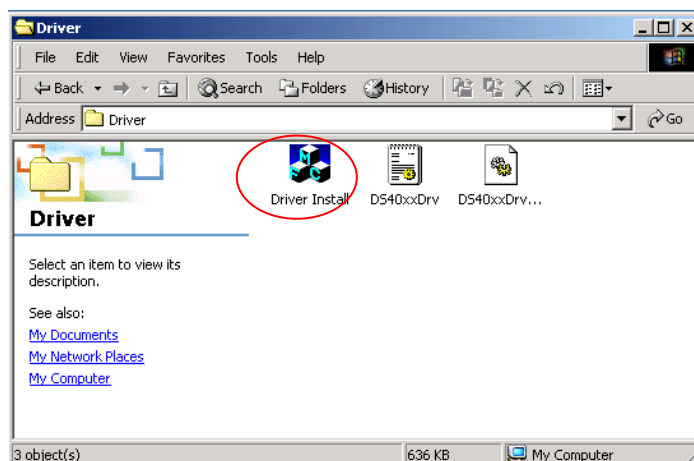 Driver
File Edit View Favorites Tools Help
Back Search Folders History
Address Driver Go
MFC
Driver Install DS40xxDrv DS40xxDrv...
Driver
Select an item to view its
description.
See also:
My Documents
My Network Places
My Computer
3 object(s) 636 KB My Computer